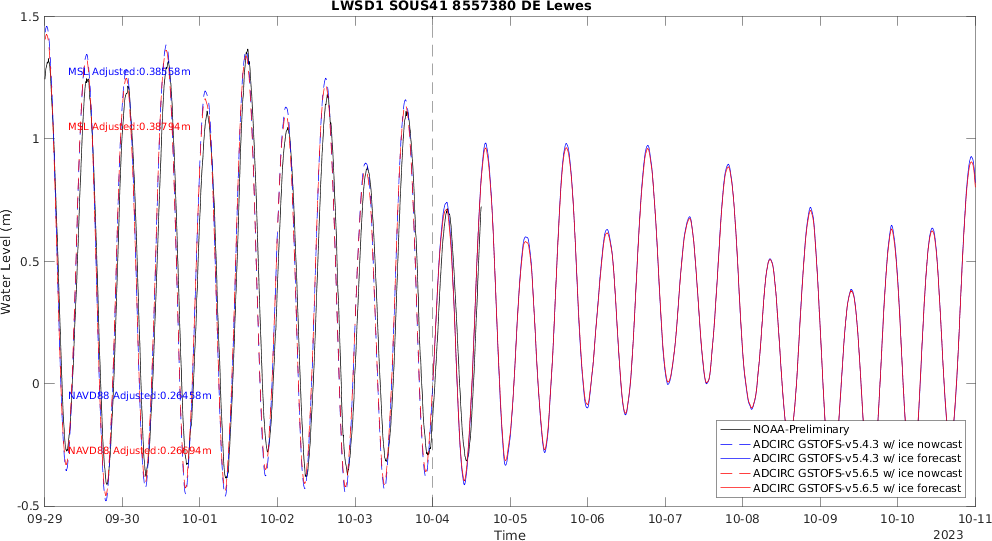 LWSD1 SOUS41 8557380 DE Lewes
1.5
1
0.5
0
-0.5
Water Level (m)
MSL Adjusted:0.38558m
MSL Adjusted:0.38794m
NAVD88 Adjusted:0.26458m
NAVD88 Adjusted:0.26694m
NOAA-Preliminary
ADCIRC GSTOFS-v5.4.3 w/ ice nowcast
ADCIRC GSTOFS-v5.4.3 w/ ice forecast
ADCIRC GSTOFS-v5.6.5 w/ ice nowcast
ADCIRC GSTOFS-v5.6.5 w/ ice forecast
09-29 09-30 10-01 10-02 10-03 10-04 10-05 10-06 10-07 10-08 10-09 10-10 10-11
Time
2023